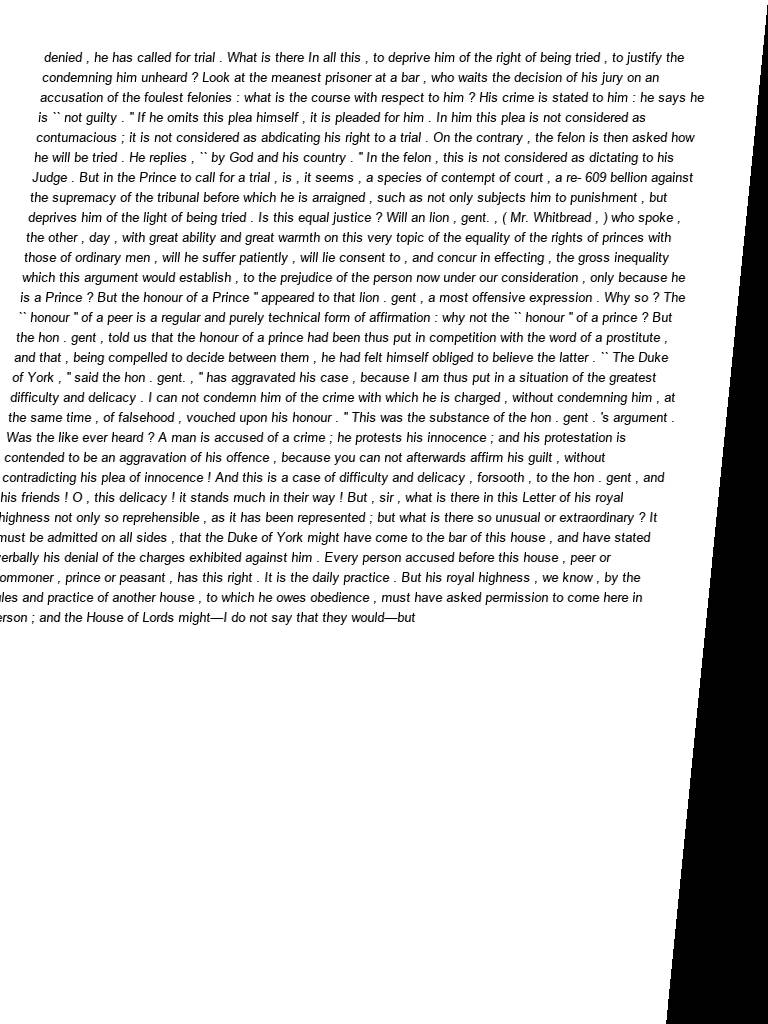 denied , he has called for trial . What is there In all this , to deprive him of the right of being tried , to justify the
condemning him unheard ? Look at the meanest prisoner at a bar , who waits the decision of his jury on an
accusation of the foulest felonies : what is the course with respect to him ? His crime is stated to him : he says he
is `` not guilty . '' If he omits this plea himself , it is pleaded for him . In him this plea is not considered as
contumacious ; it is not considered as abdicating his right to a trial . On the contrary , the felon is then asked how
he will be tried . He replies , `` by God and his country . '' In the felon , this is not considered as dictating to his
Judge . But in the Prince to call for a trial , is , it seems , a species of contempt of court , a re- 609 bellion against
the supremacy of the tribunal before which he is arraigned , such as not only subjects him to punishment , but
deprives him of the light of being tried . Is this equal justice ? Will an lion , gent. , ( Mr. Whitbread , ) who spoke ,
the other , day , with great ability and great warmth on this very topic of the equality of the rights of princes with
those of ordinary men , will he suffer patiently , will lie consent to , and concur in effecting , the gross inequality
which this argument would establish , to the prejudice of the person now under our consideration , only because he
is a Prince ? But the honour of a Prince '' appeared to that lion . gent , a most offensive expression . Why so ? The
`` honour '' of a peer is a regular and purely technical form of affirmation : why not the `` honour '' of a prince ? But
the hon . gent , told us that the honour of a prince had been thus put in competition with the word of a prostitute ,
and that , being compelled to decide between them , he had felt himself obliged to believe the latter . `` The Duke
of York , '' said the hon . gent. , '' has aggravated his case , because I am thus put in a situation of the greatest
difficulty and delicacy . I can not condemn him of the crime with which he is charged , without condemning him , at
the same time , of falsehood , vouched upon his honour . '' This was the substance of the hon . gent . 's argument .
Was the like ever heard ? A man is accused of a crime ; he protests his innocence ; and his protestation is
contended to be an aggravation of his offence , because you can not afterwards affirm his guilt , without
contradicting his plea of innocence ! And this is a case of difficulty and delicacy , forsooth , to the hon . gent , and
his friends ! O , this delicacy ! it stands much in their way ! But , sir , what is there in this Letter of his royal
highness not only so reprehensible , as it has been represented ; but what is there so unusual or extraordinary ? It
must be admitted on all sides , that the Duke of York might have come to the bar of this house , and have stated
verbally his denial of the charges exhibited against him . Every person accused before this house , peer or
ommoner , prince or peasant , has this right . It is the daily practice . But his royal highness , we know , by the
les and practice of another house , to which he owes obedience , must have asked permission to come here in
erson ; and the House of Lords might—I do not say that they would—but